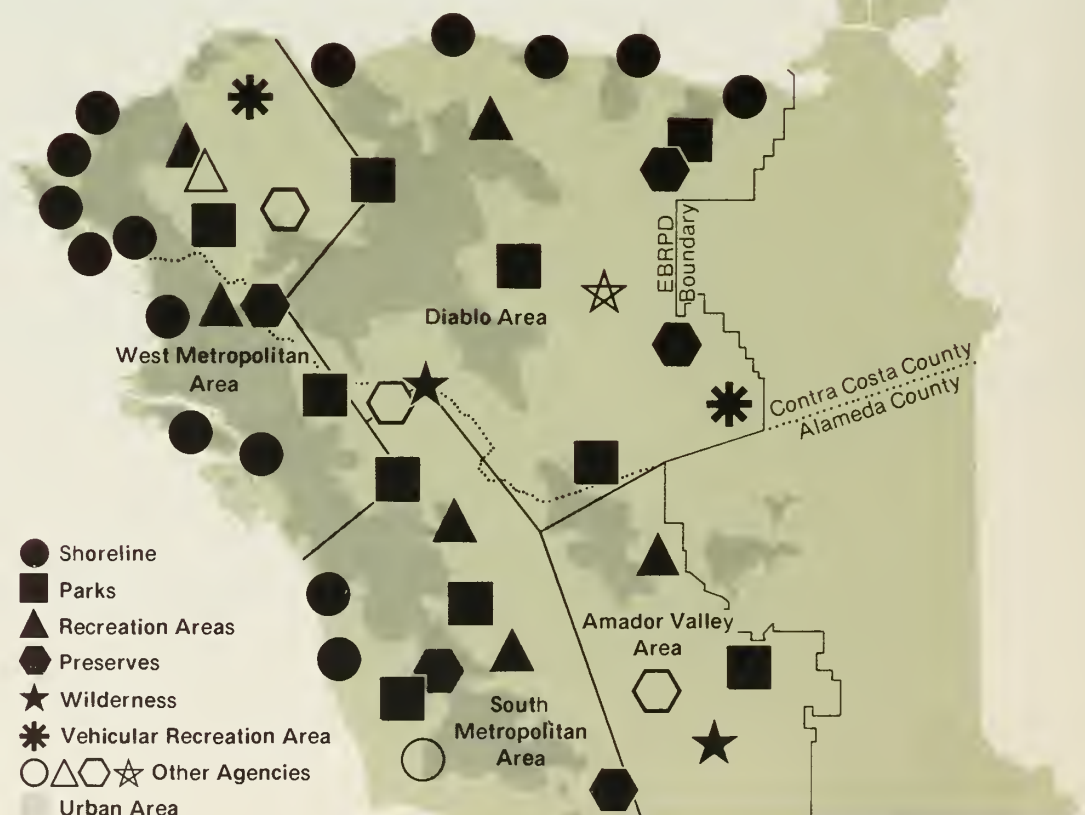 EBRPD
Boundary
Diablo Area
West Metropolitan
Area
Contra Costa County
Alameda County
Amador Valley
Area
South
Metropolitan
Area
Shoreline
Parks
Recreation Areas
Preserves
Wilderness
Vehicular Recreation Area
Other Agencies
Urban Area